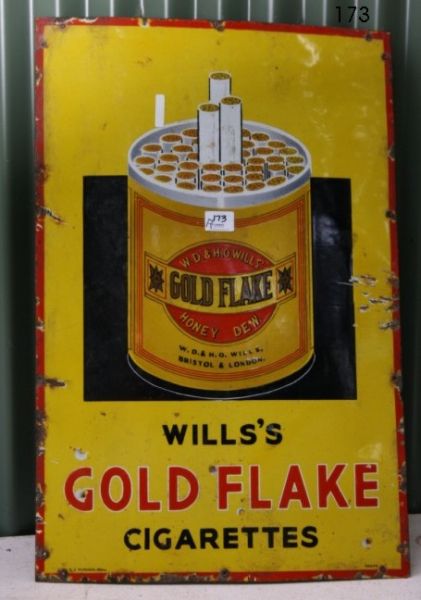 173
173
W.D.& H.O.WILLS'
GOLD FLAKE
HONEY DEW.
W.D.& H.O. WILLS,
BRISTOL & LONDON.
WILLS'S
GOLD FLAKE
CIGARETTES